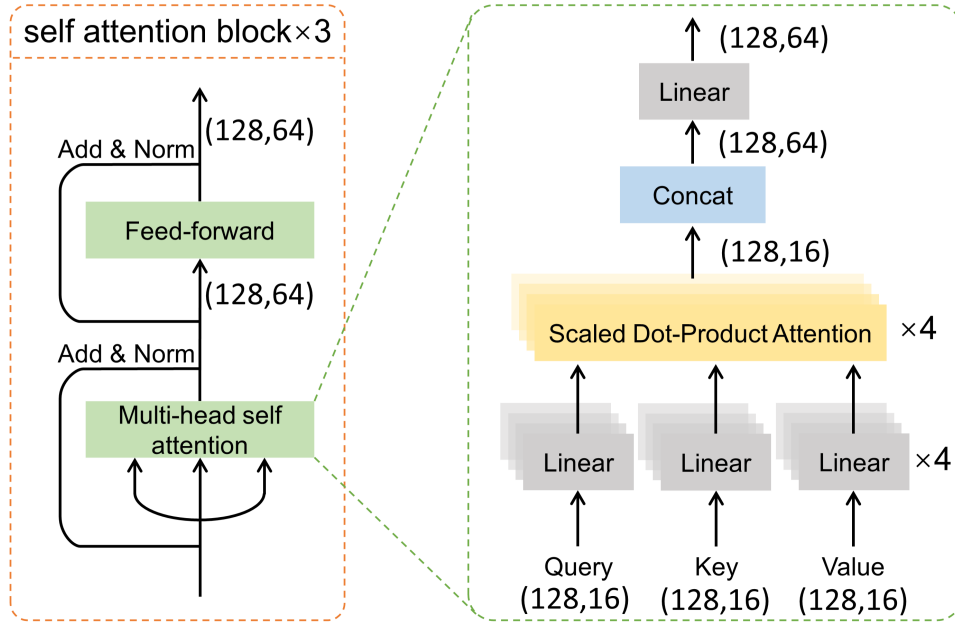 self attention block×3
(128,64)
Add & Norm
Feed-forward
(128,64)
Add & Norm
Multi-head self
attention
(128,64)
Linear
(128,64)
Concat
(128,16)
Scaled Dot-Product Attention
×4
Linear
Linear
Linear
×4
Query
Key
Value
(128,16)
(128,16)
(128,16)